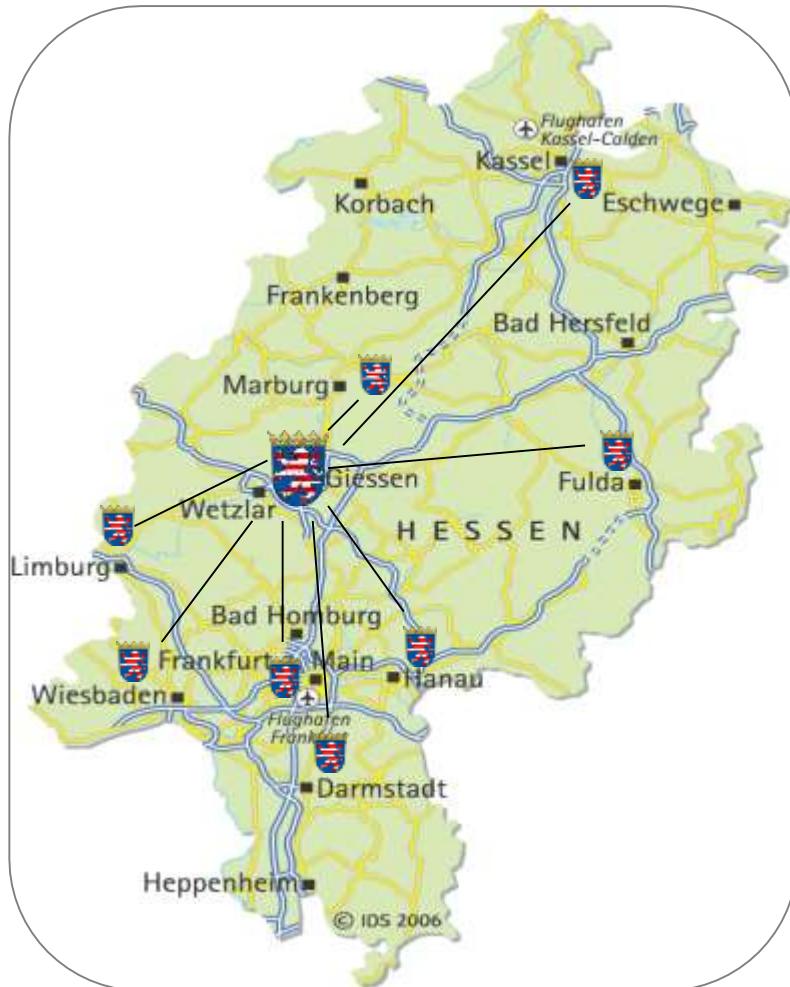 Flughafen
Kassel-Calden
Kassel
Korbach
Eschwege
Frankenberg
Bad Hersfeld
Marburg
Giessen
Wetzlar
Fulda
HESSEN
Limburg
Bad Homburg
Frankfurt a. Main
Hanau
Wiesbaden
Flughafen
Frankfurt
Darmstadt
Heppenheim
© IDS 2006